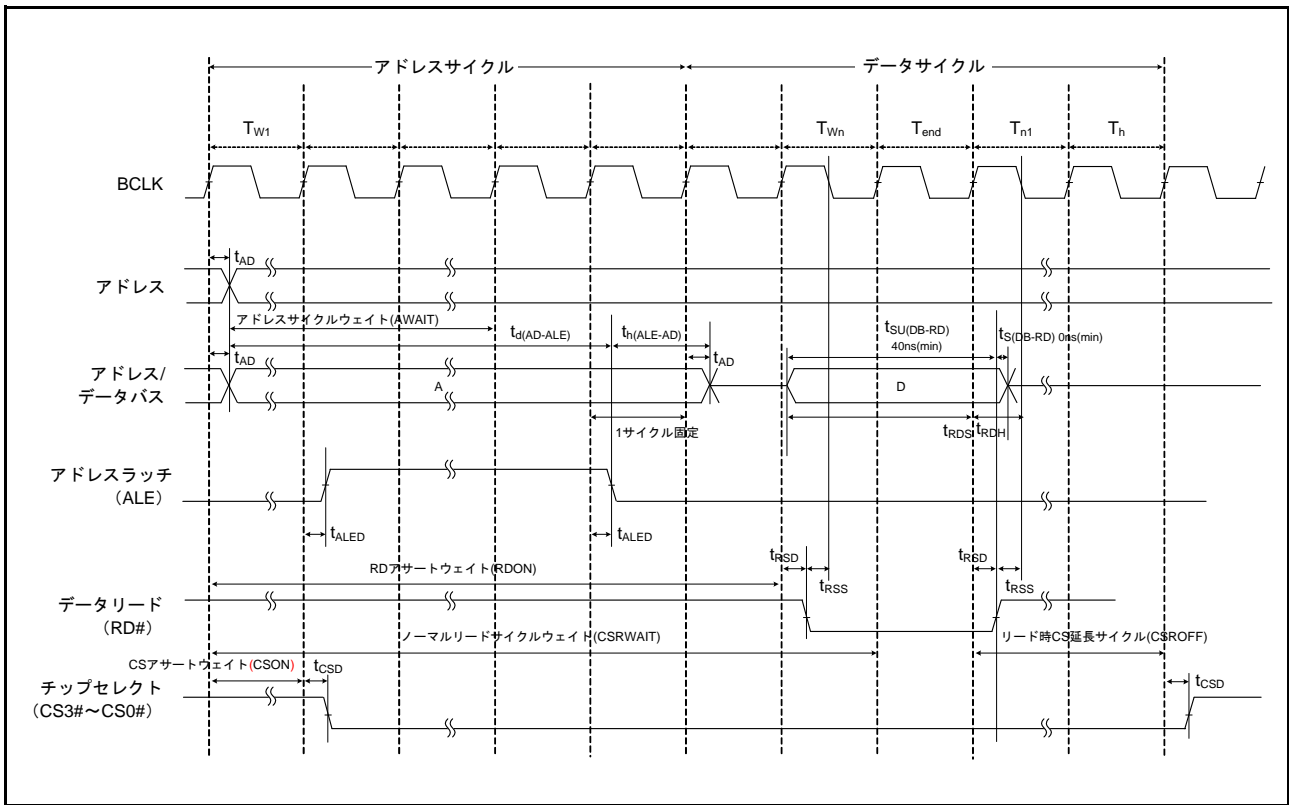 アドレスサイクル
データサイクル
TW1
TWn
Tend
Tn1
Th
BCLK
tAD
アドレス
アドレスサイクルウェイト(AWAIT)
td(AD-ALE)
th(ALE-AD)
tSU(DB-RD)
40ns(min)
tS(DB-RD) 0ns(min)
tAD
tAD
アドレス/
データバス
A
D
1サイクル固定
tRDS
tRDH
アドレスラッチ
(ALE)
tALED
tALED
tRSD
tRSD
RDアサートウェイト(RDON)
tRSS
tRSS
データリード
(RD#)
ノーマルリードサイクルウェイト(CSRWAIT)
リード時CS延長サイクル(CSROFF)
CSアサートウェイト(CSON)
tCSD
チップセレクト
(CS3#～CS0#)
tCSD